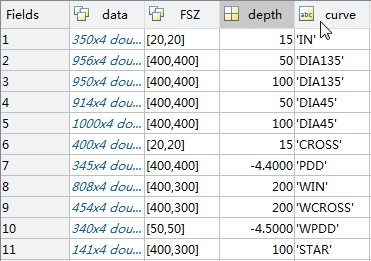 Fields data FSZ depth abc curve
1 350x4 dou... [20,20] 15 'IN'
2 956x4 dou... [400,400] 50 'DIA135'
3 950x4 dou... [400,400] 100 'DIA135'
4 914x4 dou... [400,400] 50 'DIA45'
5 1000x4 do... [400,400] 100 'DIA45'
6 400x4 dou... [20,20] 15 'CROSS'
7 345x4 dou... [400,400] -4.4000 'PDD'
8 808x4 dou... [400,300] 200 'WIN'
9 454x4 dou... [400,300] 200 'WCROSS'
10 340x4 dou... [50,50] -4.5000 'WPDD'
11 141x4 dou... [400,300] 100 'STAR'